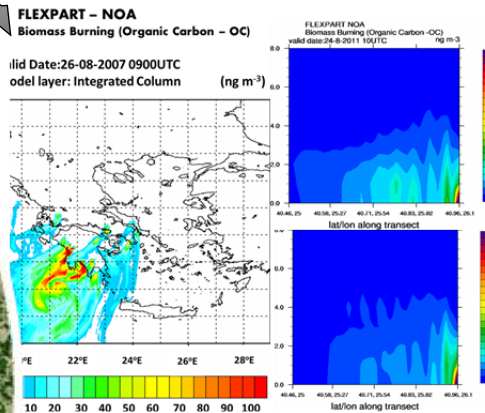 FLEXPART – NOA
Biomass Burning (Organic Carbon – OC)
lid Date:26-08-2007 0900UTC
odel layer: Integrated Column (ng m-3)
°E 22°E 24°E 26°E 28°E
10 20 30 40 50 60 70 80 90 100
FLEXPART NOA
Biomass Burning (Organic Carbon -OC)
valid date:24-8-2011 10UTC ng m-3
8.0
6.0
4.0
2.0
0.0
40.46, 25 40.58, 25.27 40.71, 25.54 40.83, 25.82 40.96, 26.1
lat/lon along transect
6.0
4.0
2.0
0.0
40.46, 25 40.58, 25.27 40.71, 25.54 40.83, 25.82 40.96, 26.1
lat/lon along transect